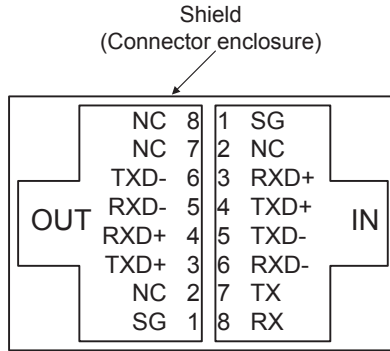 Shield
(Connector enclosure)
NC 8 1 SG
NC 7 2 NC
TXD- 6 3 RXD+
RXD- 5 4 TXD+
OUT RXD+ 4 5 TXD- IN
TXD+ 3 6 RXD-
NC 2 7 TX
SG 1 8 RX